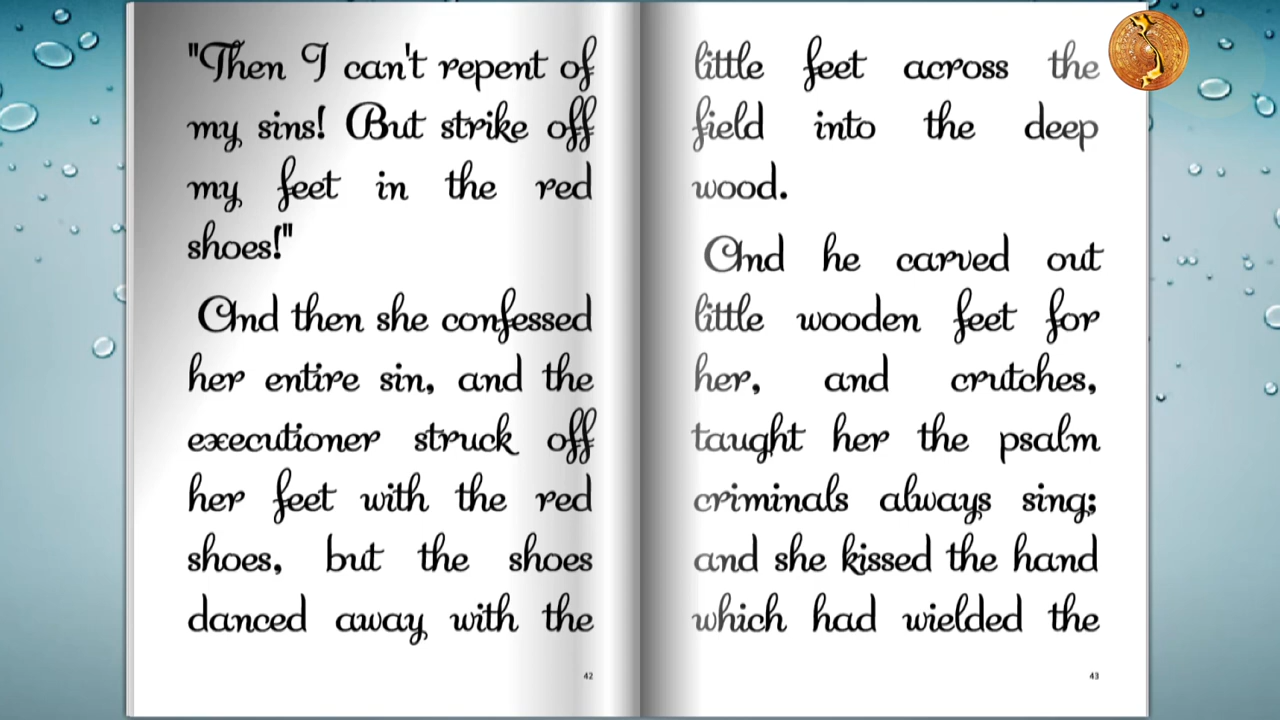 "Then I can't repent of
my sins! But strike off
my feet in the red
shoes!"
And then she confessed
her entire sin, and the
executioner struck off
her feet with the red
shoes, but the shoes
danced away with the
42
little feet across the
field into the deep
wood.
And he carved out
little wooden feet for
her, and crutches,
taught her the psalm
criminals always sing;
and she kissed the hand
which had wielded the
43